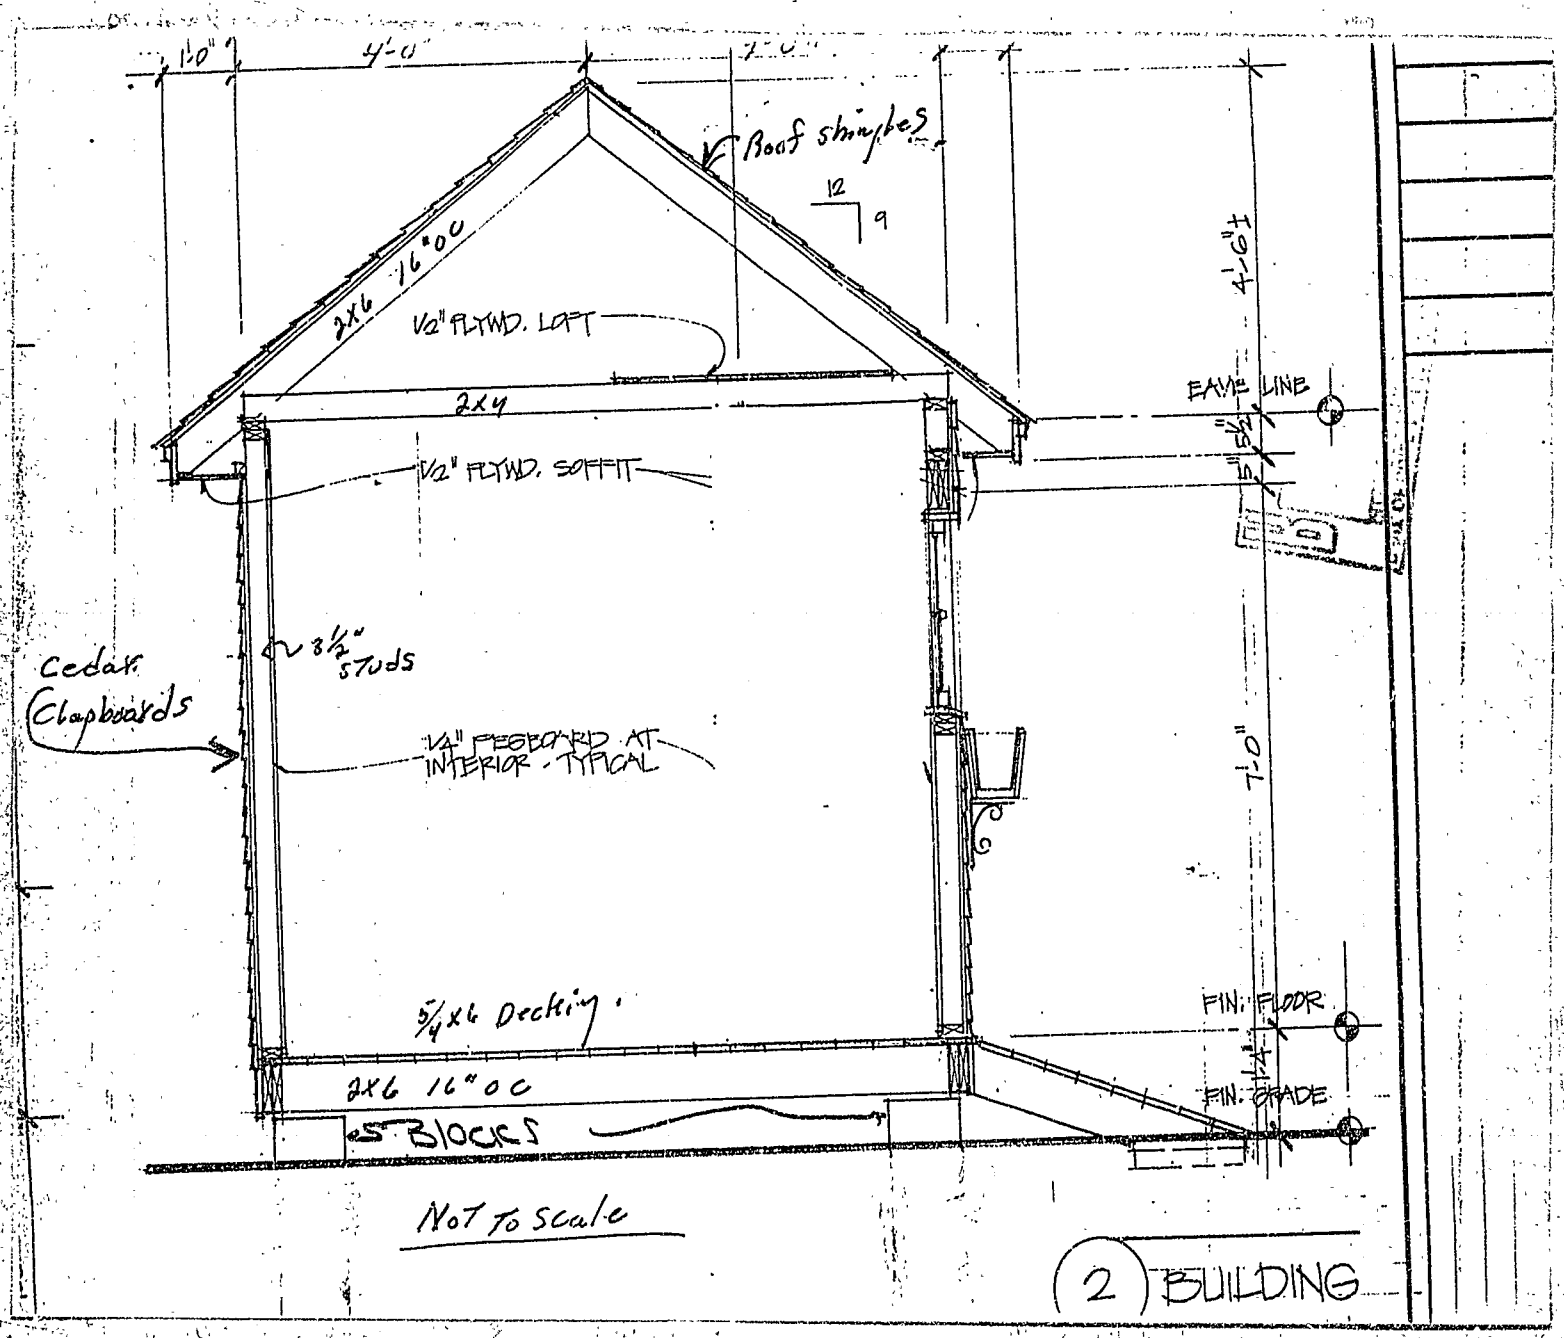 1'-0"
4'-0"
Roof shingles
12
9
2x6 16"OC
1/2" PLYWD. LOFT
4'-6"±
EAVE LINE
2x4
5 1/2"
5"
1/2" PLYWD. SOFFIT
3 1/2"
STUDS
Cedar
Clapboards
1/4" PEGBOARD AT
INTERIOR - TYPICAL
7'-0"
FIN. FLOOR
5/4 x6 Decking.
1'-4"
2x6 16"OC
FIN. GRADE
BLOCKS
NOT To Scale
2 BUILDING